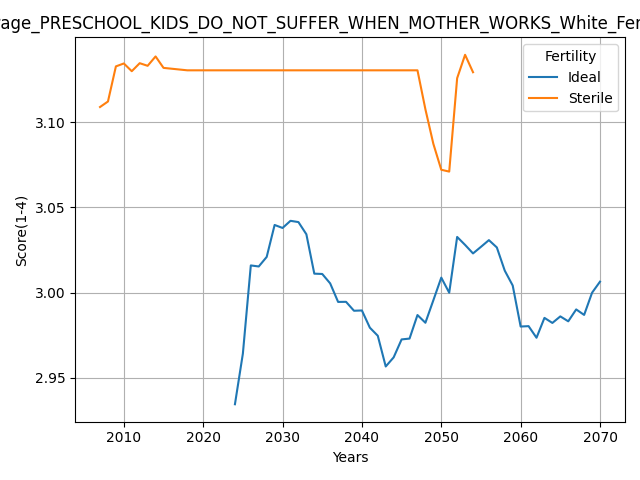 rage_PRESCHOOL_KIDS_DO_NOT_SUFFER_WHEN_MOTHER_WORKS_White_Fer
Fertility
Ideal
Sterile
Score(1-4)
3.10
3.05
3.00
2.95
2010 2020 2030 2040 2050 2060 2070
Years